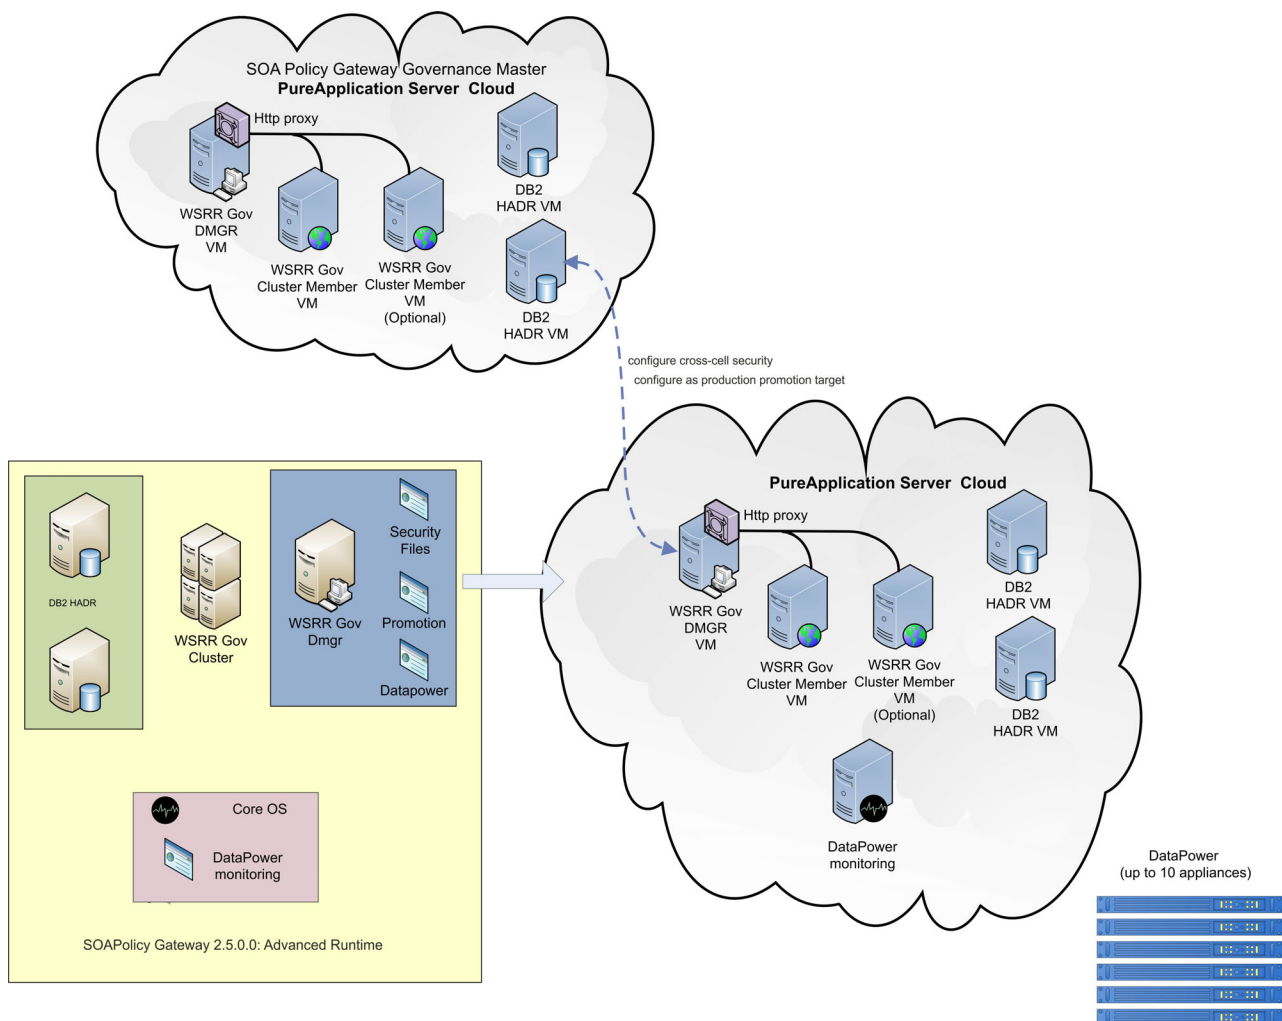 SOA Policy Gateway Governance Master
PureApplication Server Cloud
Http proxy
WSRR Gov
DMGR
VM
WSRR Gov
Cluster Member
VM
WSRR Gov
Cluster Member
VM
(Optional)
DB2
HADR VM
DB2
HADR VM
configure cross-cell security
configure as production promotion target
DB2 HADR
WSRR Gov
Cluster
WSRR Gov
Dmgr
Security
Files
Promotion
Datapower
Core OS
DataPower
monitoring
SOAPolicy Gateway 2.5.0.0: Advanced Runtime
PureApplication Server Cloud
Http proxy
WSRR Gov
DMGR
VM
WSRR Gov
Cluster Member
VM
WSRR Gov
Cluster Member
VM
(Optional)
DB2
HADR VM
DB2
HADR VM
DataPower
monitoring
DataPower
(up to 10 appliances)